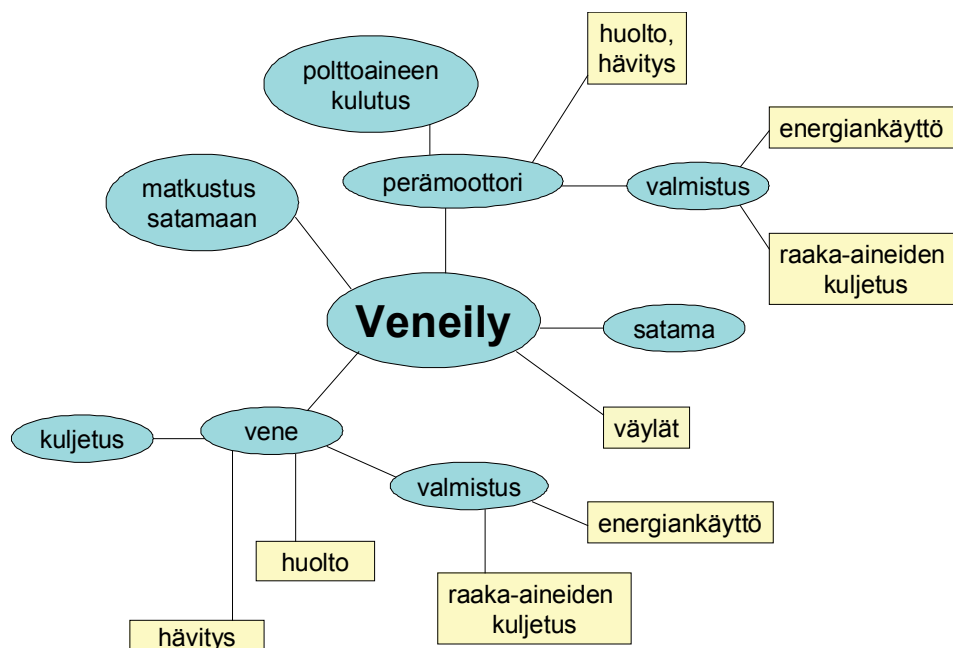 huolto,
hävitys
polttoaineen
kulutus
energiankäyttö
perämoottori
valmistus
matkustus
satamaan
raaka-aineiden
kuljetus
Veneily
satama
väylät
kuljetus
vene
valmistus
energiankäyttö
huolto
raaka-aineiden
kuljetus
hävitys